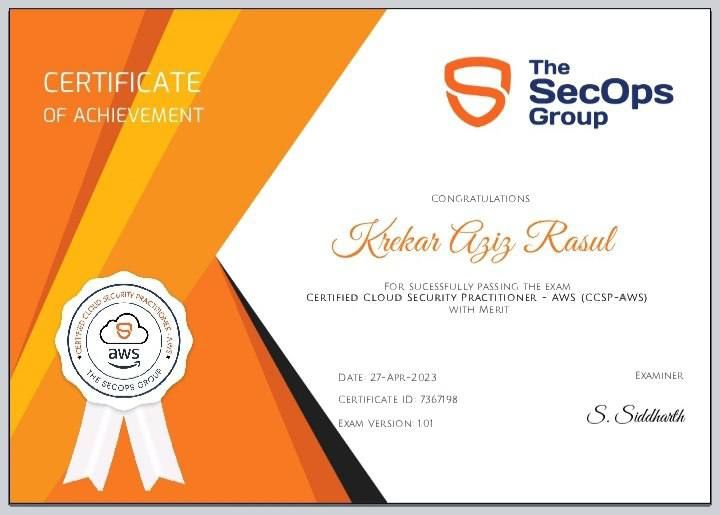 CERTIFICATE
OF ACHIEVEMENT
The
SecOps
Group
Congratulations
Krekar Aziz Rasul
For sucessfully passing the exam
Certified Cloud Security Practitioner - AWS (CCSP-AWS)
with Merit
CERTIFIED CLOUD SECURITY PRACTITIONER - AWS
aws
THE SECOPS GROUP
Date: 27-Apr-2023
Certificate ID: 7367198
Exam Version: 1.01
Examiner
S. Siddharth